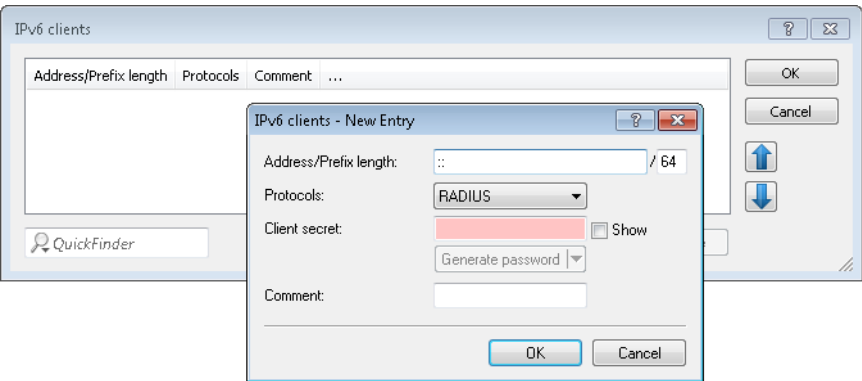 IPv6 clients
Address/Prefix length Protocols Comment ...
OK
Cancel
QuickFinder
IPv6 clients - New Entry
Address/Prefix length: :: / 64
Protocols: RADIUS
Client secret: Show
Generate password
Comment:
OK Cancel